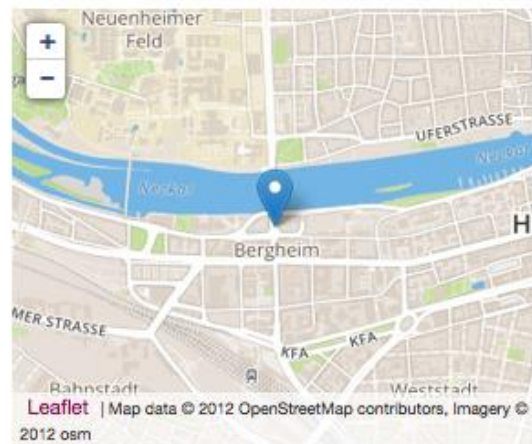 +
−
Neuenheimer
Feld
UFERSTRASSE
Neckar
Neckar
H
Bergheim
MER STRASSE
KFA
KFA
Bahnstadt
Weststadt
Leaflet | Map data © 2012 OpenStreetMap contributors, Imagery ©
2012 osm